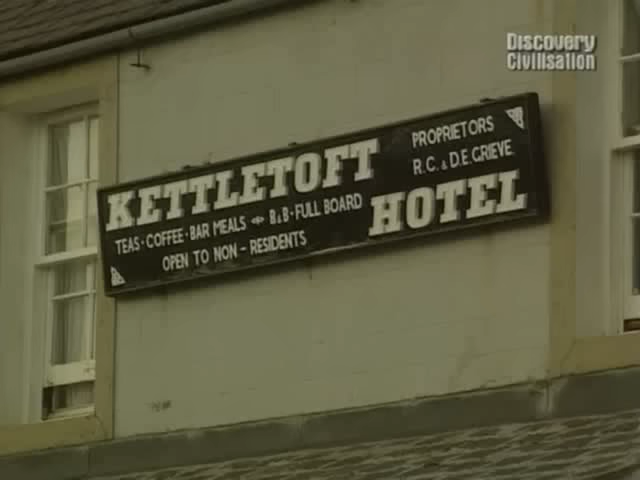 Discovery
Civilisation
KETTLETOFT
TEAS · COFFEE · BAR MEALS B&B · FULL BOARD
OPEN TO NON - RESIDENTS
PROPRIETORS
R.C. & D.E. GRIEVE.
HOTEL